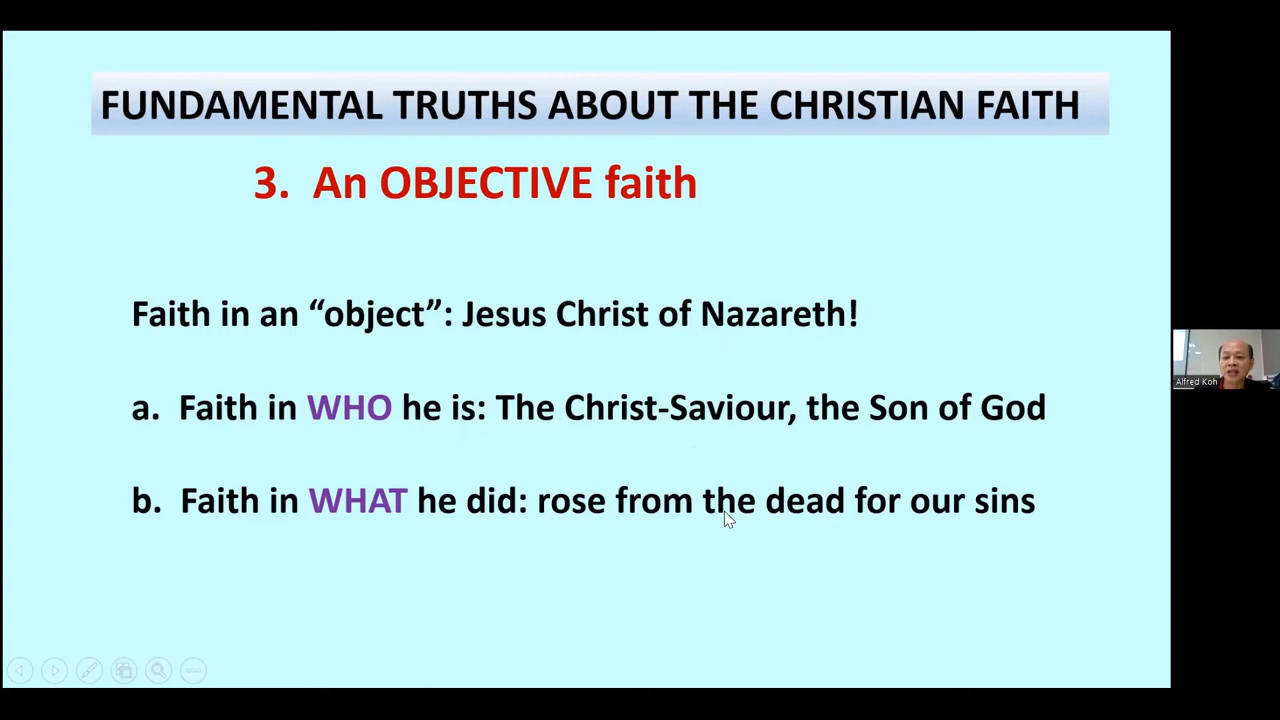 FUNDAMENTAL TRUTHS ABOUT THE CHRISTIAN FAITH
3. An OBJECTIVE faith
Faith in an “object”: Jesus Christ of Nazareth!
a. Faith in WHO he is: The Christ-Saviour, the Son of God
Alfred Koh
b. Faith in WHAT he did: rose from the dead for our sins